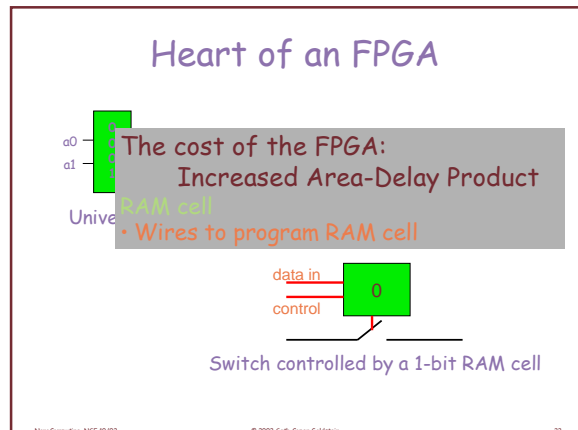 Heart of an FPGA
a0
a1
The cost of the FPGA:
Increased Area-Delay Product
RAM cell
• Wires to program RAM cell
data in
control
0
Switch controlled by a 1-bit RAM cell